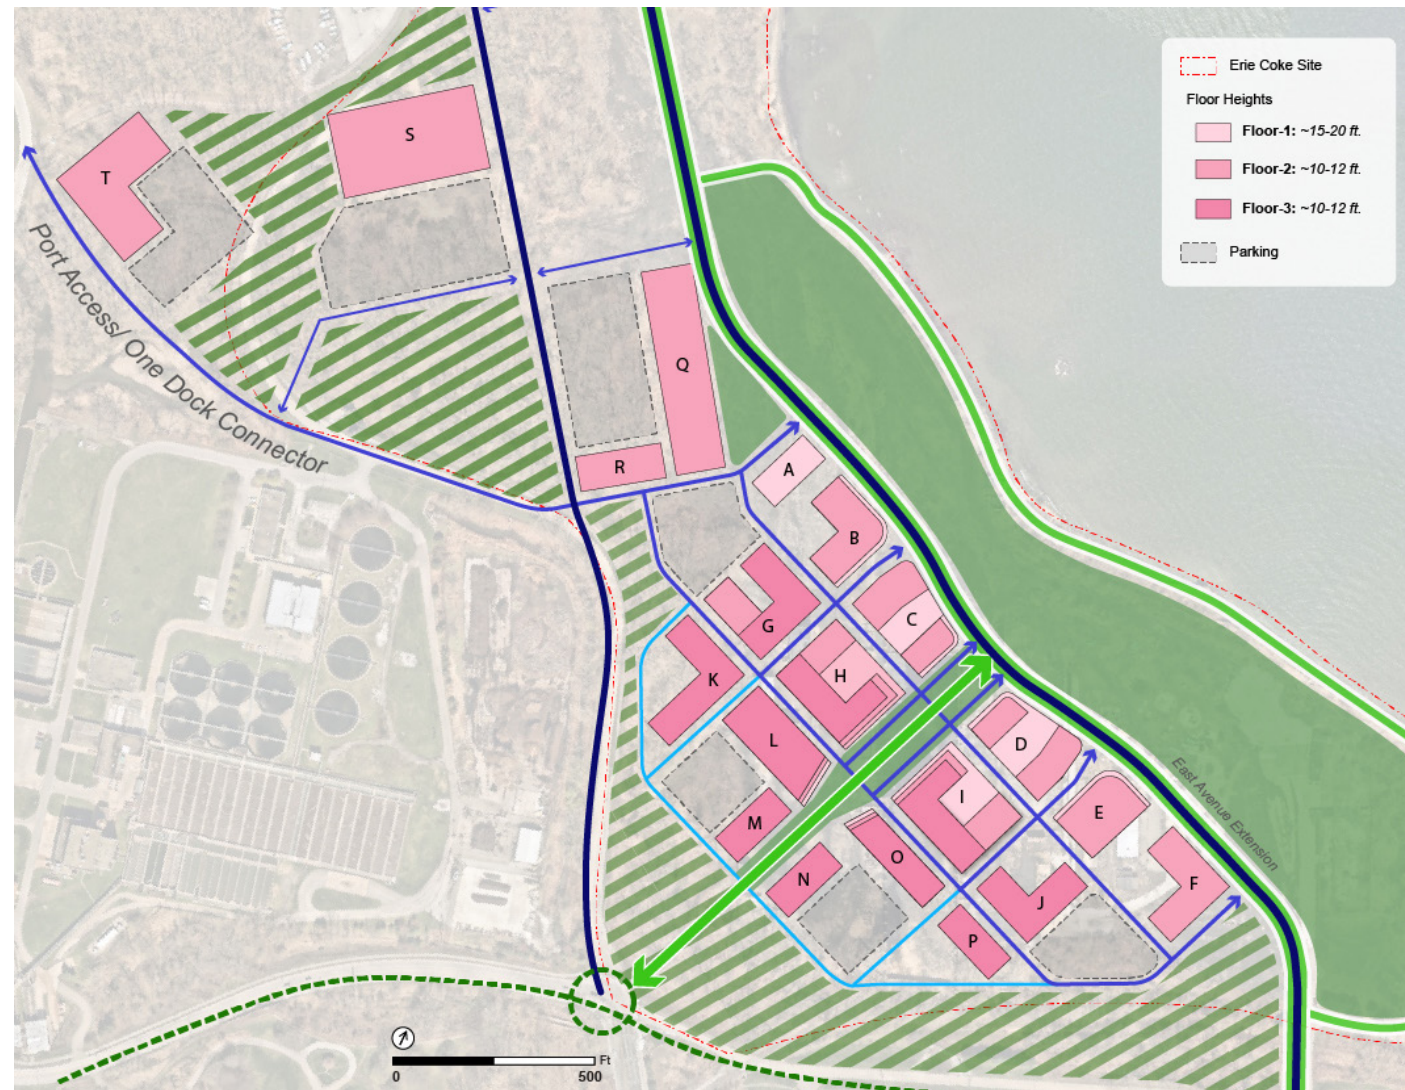 Erie Coke Site
Floor Heights
Floor-1: ~15-20 ft.
Floor-2: ~10-12 ft.
Floor-3: ~10-12 ft.
Parking
S
T
Port Access/ One Dock Connector
Q
R
A
B
C
G
H
K
L
D
I
E
M
O
N
F
J
P
East Avenue Extension
Ft
0
500